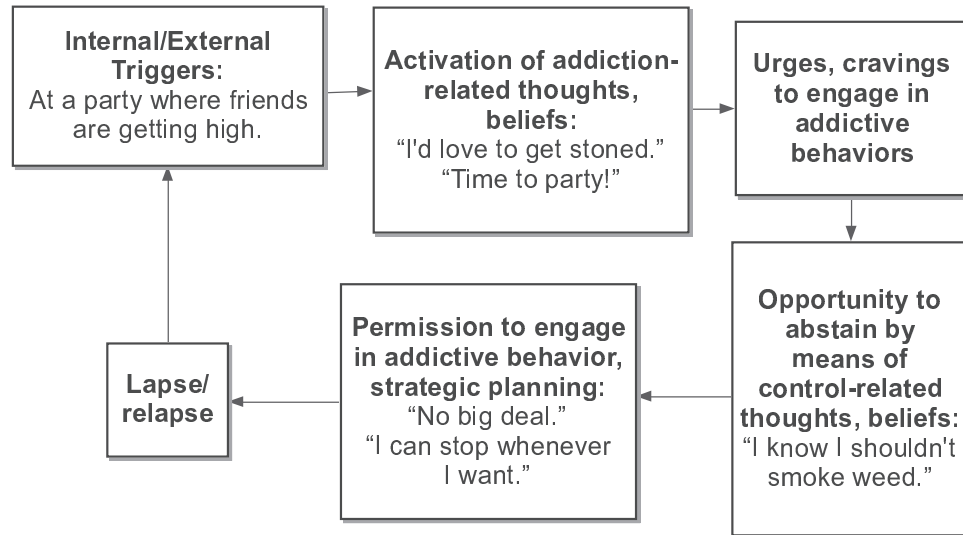 Internal/External
Triggers:
At a party where friends
are getting high.
Activation of addiction-
related thoughts,
beliefs:
“I'd love to get stoned.”
“Time to party!”
Urges, cravings
to engage in
addictive
behaviors
Opportunity to
abstain by
means of
control-related
thoughts, beliefs:
“I know I shouldn't
smoke weed.”
Permission to engage
in addictive behavior,
strategic planning:
“No big deal.”
“I can stop whenever
I want.”
Lapse/
relapse